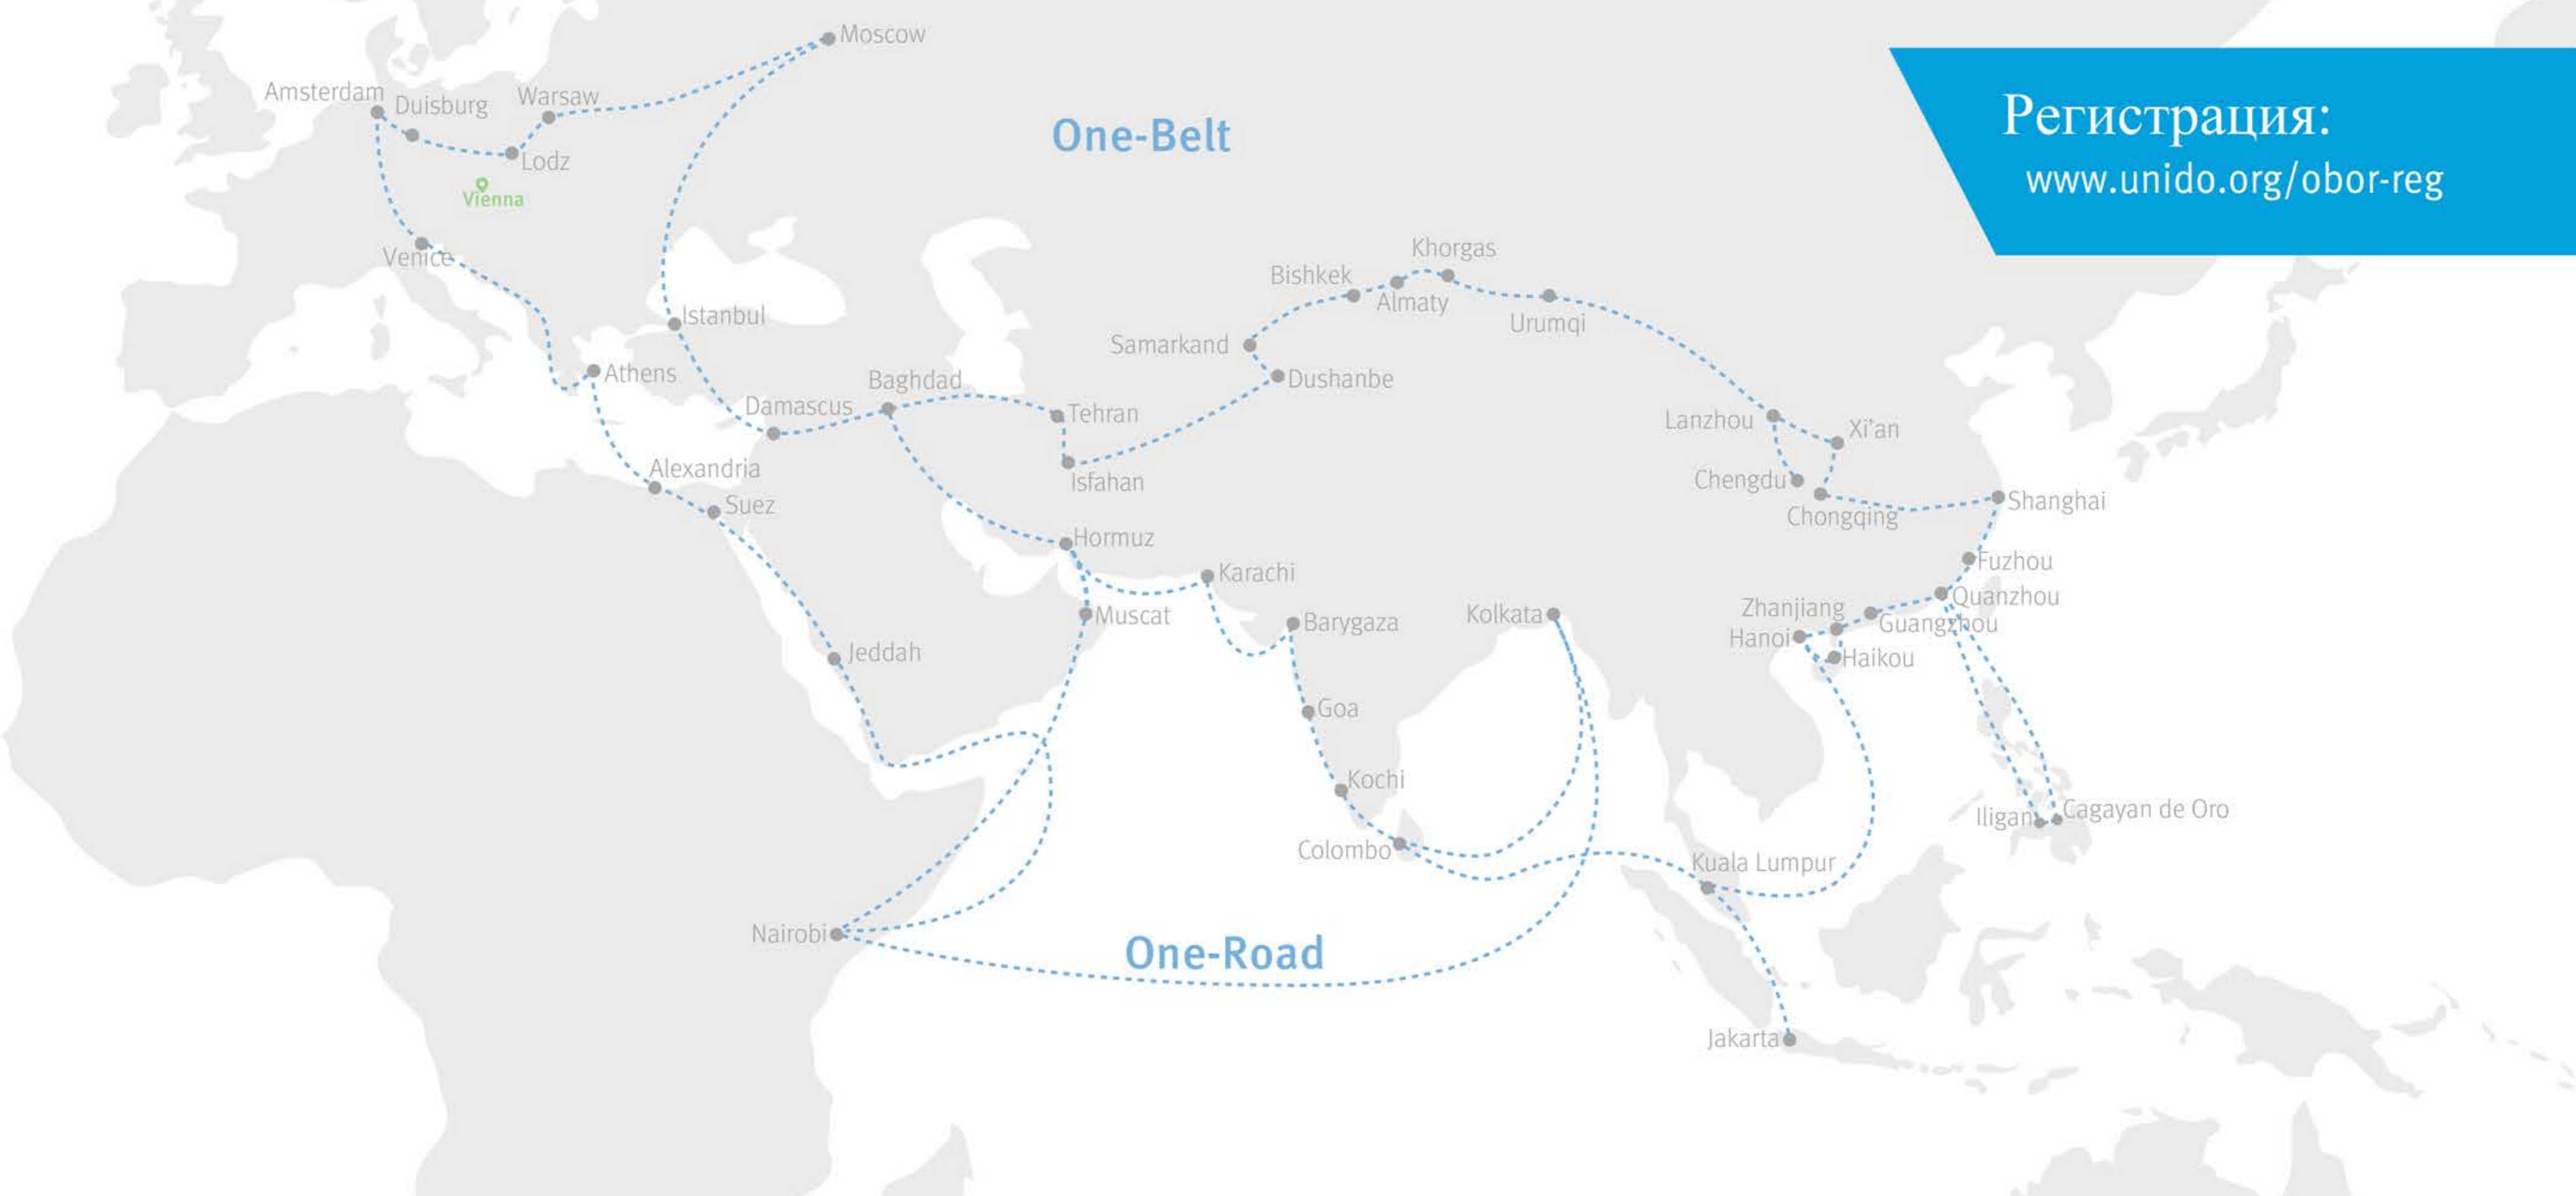 Moscow
Amsterdam
Duisburg
Warsaw
Lodz
Vienna
Venice
One-Belt
Регистрация:
www.unido.org/obor-reg
Khorgas
Bishkek
Almaty
Urumqi
Istanbul
Samarkand
Dushanbe
Athens
Baghdad
Damascus
Tehran
Isfahan
Lanzhou
Xi'an
Chengdu
Chongqing
Shanghai
Alexandria
Suez
Hormuz
Karachi
Fuzhou
Quanzhou
Muscat
Barygaza
Kolkata
Zhanjiang
Guangzhou
Hanoi
Haikou
Jeddah
Goa
Kochi
Colombo
Iligan
Cagayan de Oro
Kuala Lumpur
Nairobi
One-Road
Jakarta